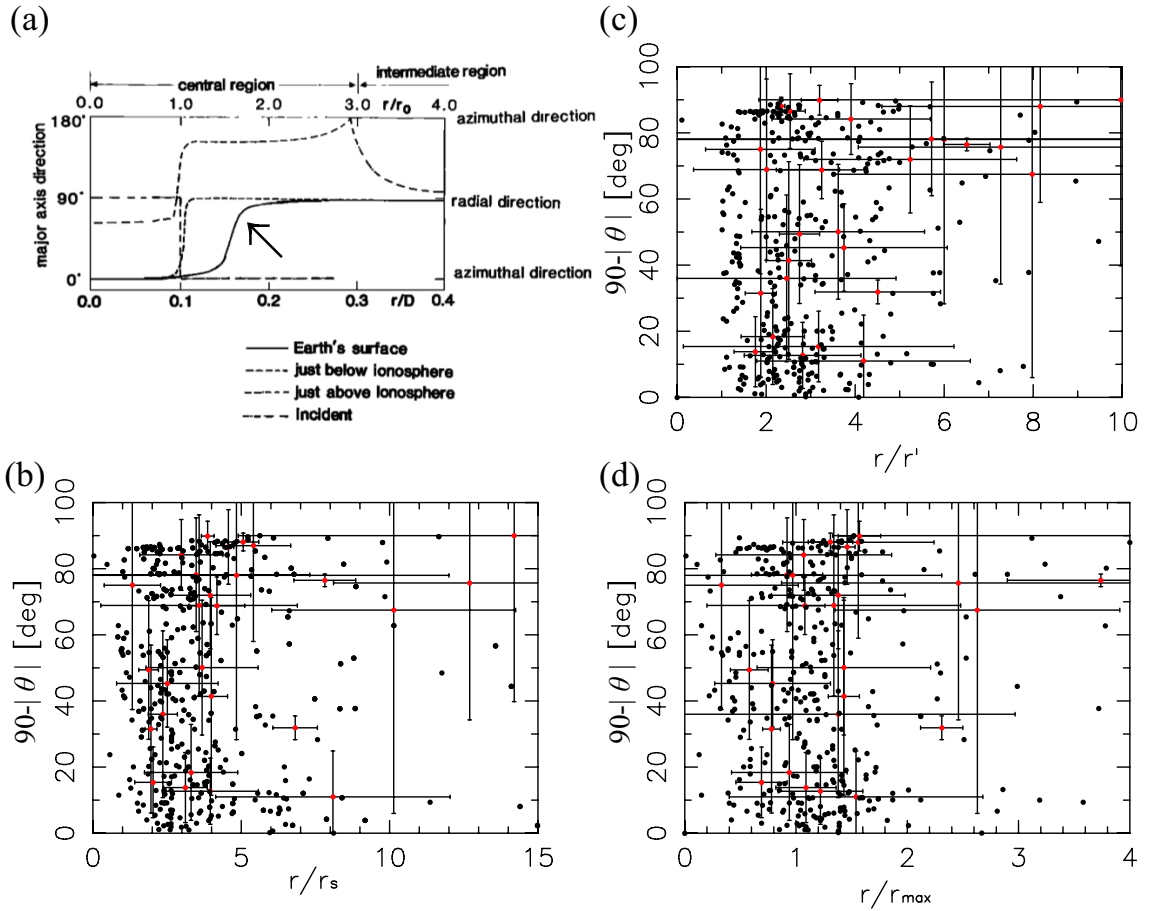 (a)
central region
intermediate region
0.0 1.0 2.0 3.0 r/r0 4.0
180° azimuthal direction
major axis direction
90° radial direction
0° azimuthal direction
0.0 0.1 0.2 0.3 r/D 0.4
Earth's surface
just below ionosphere
just above Ionosphere
Incident
(c)
90-|θ| [deg]
100
80
60
40
20
0
0 2 4 6 8 10
r/r'
(b)
90-|θ| [deg]
100
80
60
40
20
0
0 5 10 15
r/rs
(d)
90-|θ| [deg]
100
80
60
40
20
0
0 1 2 3 4
r/rmax